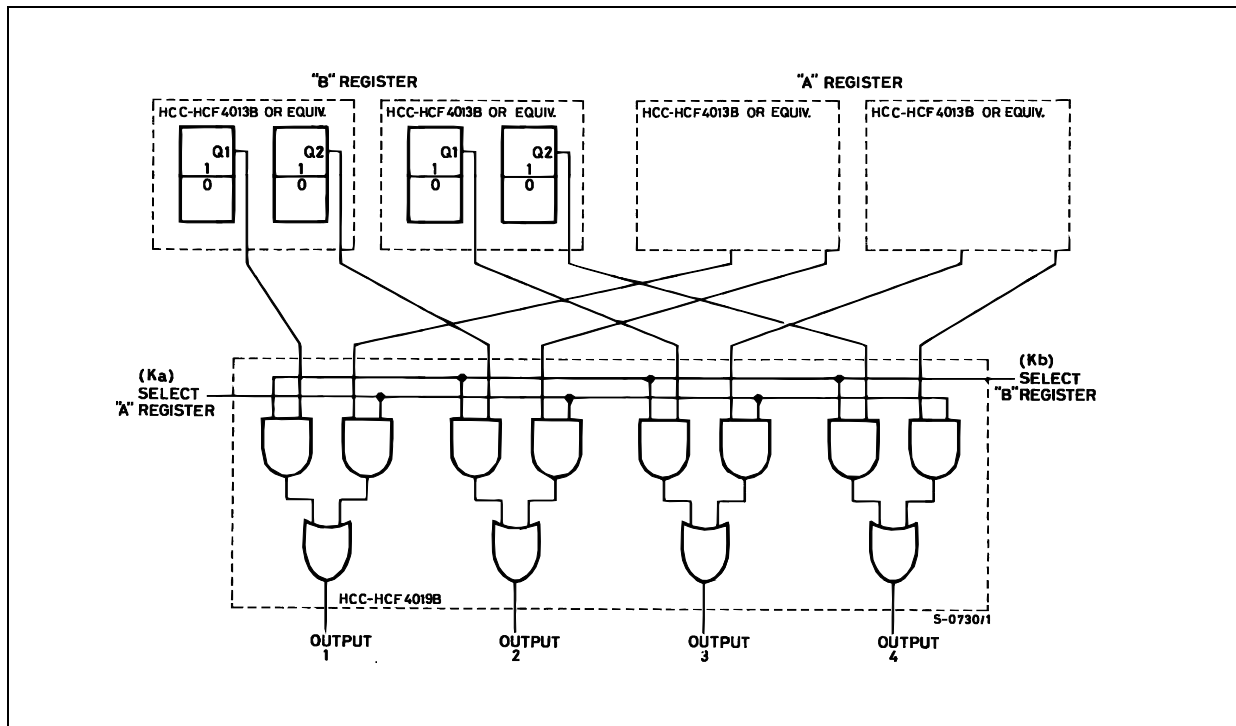 "B" REGISTER
"A" REGISTER
HCC-HCF4013B OR EQUIV.
HCC-HCF4013B OR EQUIV.
HCC-HCF4013B OR EQUIV.
HCC-HCF4013B OR EQUIV.
Q1
1
0
Q2
1
0
Q1
1
0
Q2
1
0
(Ka)
SELECT
"A" REGISTER
(Kb)
SELECT
"B" REGISTER
HCC-HCF4019B
S-0730/1
OUTPUT
1
OUTPUT
2
OUTPUT
3
OUTPUT
4